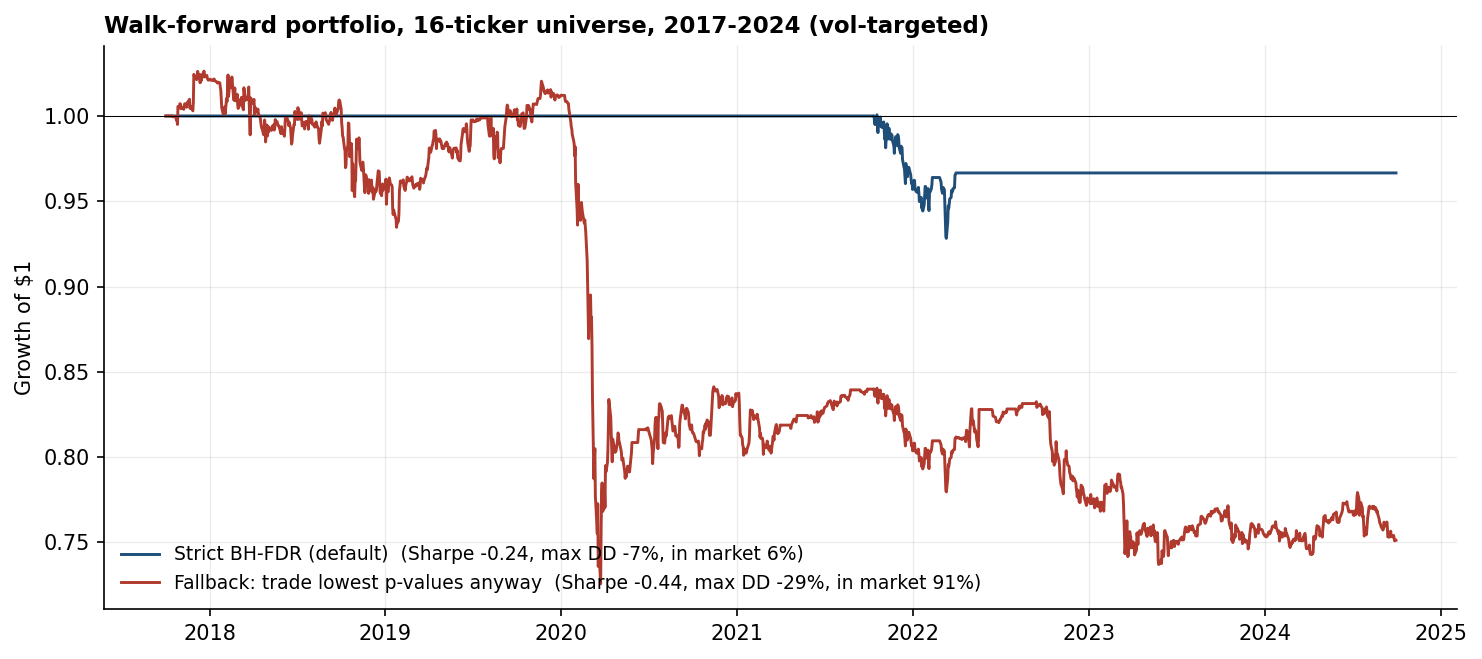 Walk-forward portfolio, 16-ticker universe, 2017-2024 (vol-targeted)
Growth of $1
1.00
0.95
0.90
0.85
0.80
0.75
Strict BH-FDR (default) (Sharpe -0.24, max DD -7%, in market 6%)
Fallback: trade lowest p-values anyway (Sharpe -0.44, max DD -29%, in market 91%)
2018 2019 2020 2021 2022 2023 2024 2025